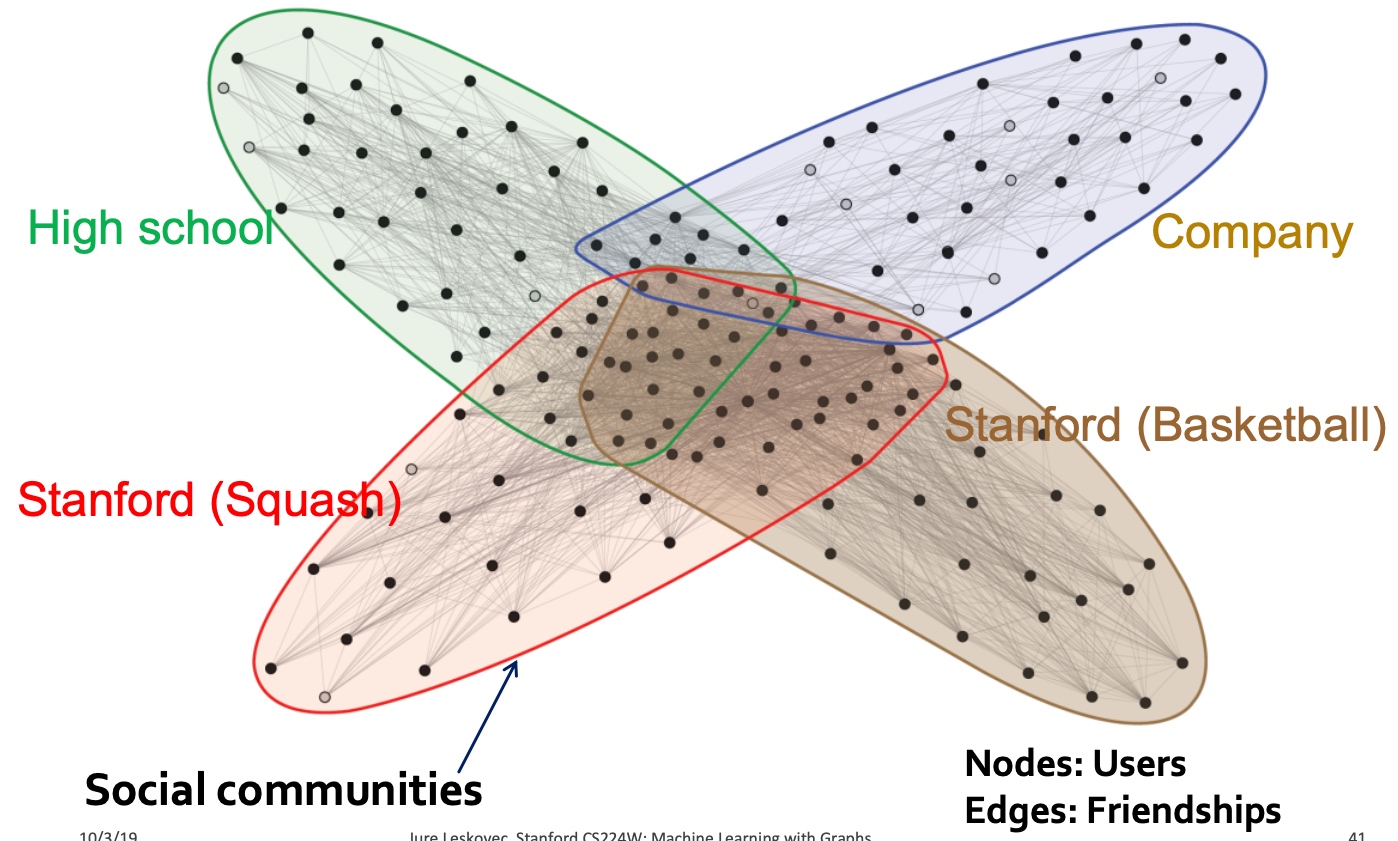 High school
Company
Stanford (Basketball)
Stanford (Squash)
Social communities
Nodes: Users
Edges: Friendships
10/3/19
Jure Leskovec, Stanford CS224W: Machine Learning with Graphs
41